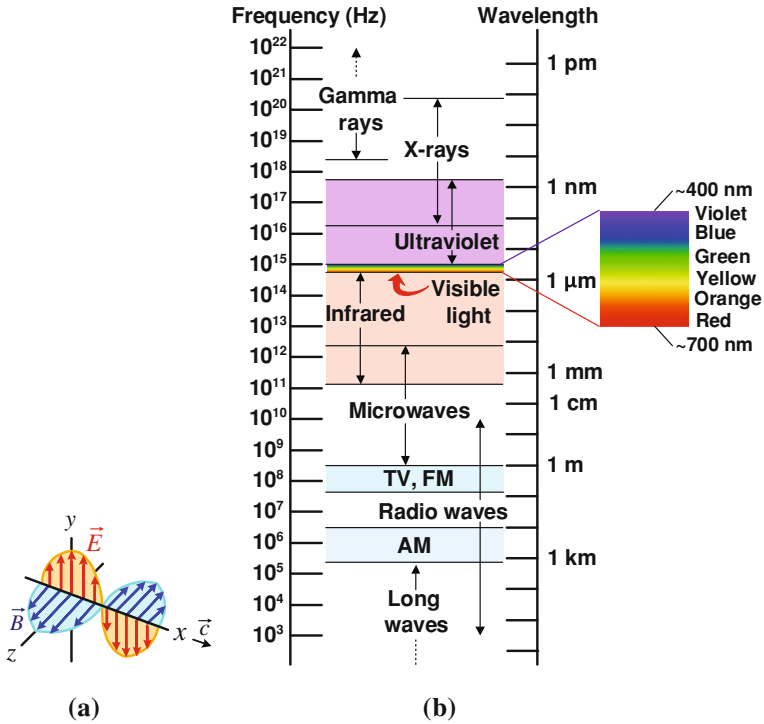 Frequency (Hz)
Wavelength
10²²
10²¹
10²⁰
10¹⁹
10¹⁸
10¹⁷
10¹⁶
10¹⁵
10¹⁴
10¹³
10¹²
10¹¹
10¹⁰
10⁹
10⁸
10⁷
10⁶
10⁵
10⁴
10³
Gamma
rays
X-rays
Ultraviolet
Visible
light
Infrared
Microwaves
TV, FM
Radio waves
AM
Long
waves
1 pm
1 nm
1 µm
1 mm
1 cm
1 m
1 km
~400 nm
Violet
Blue
Green
Yellow
Orange
Red
~700 nm
y
E⃗
B⃗
z
x
c⃗
(a)
(b)